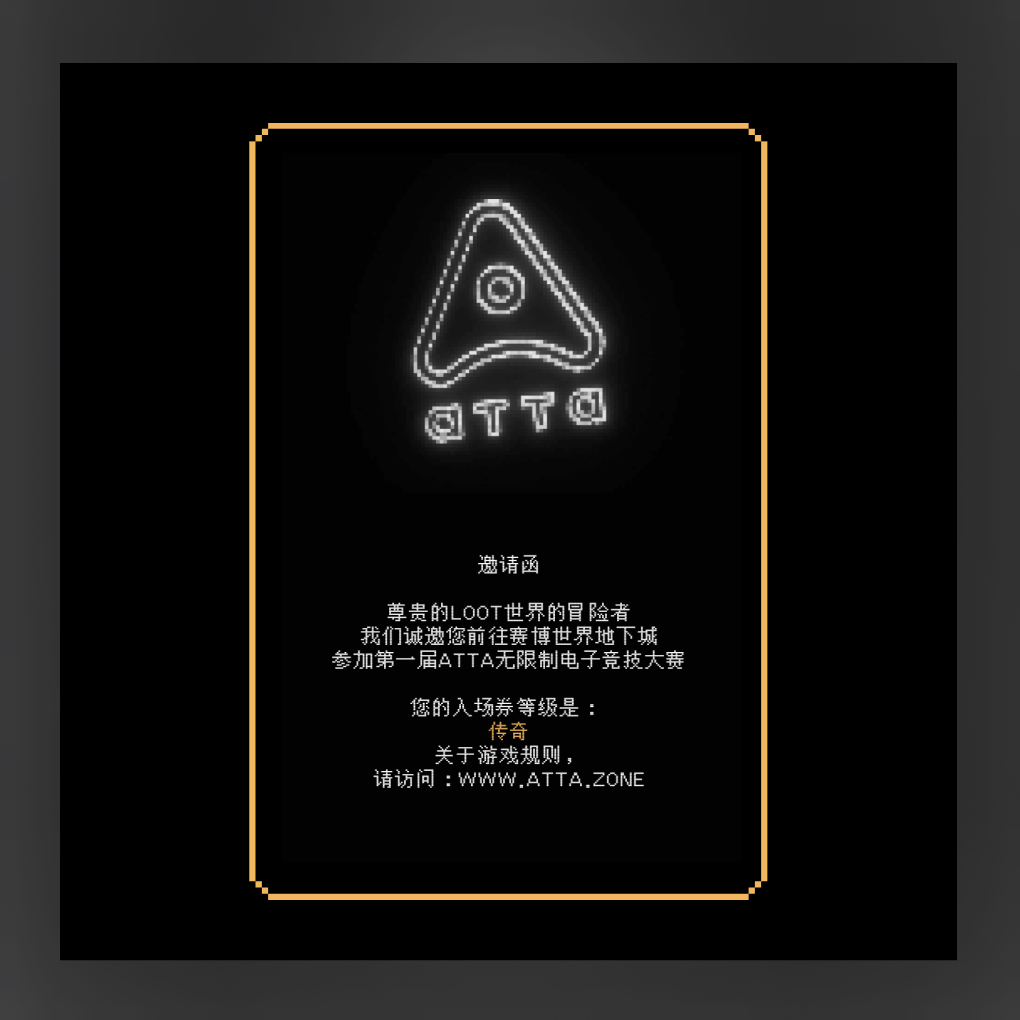 aTTa
邀请函
尊贵的LOOT世界的冒险者
我们诚邀您前往赛博世界地下城
参加第一届ATTA无限制电子竞技大赛
您的入场券等级是：
传奇
关于游戏规则，
请访问：WWW.ATTA.ZONE